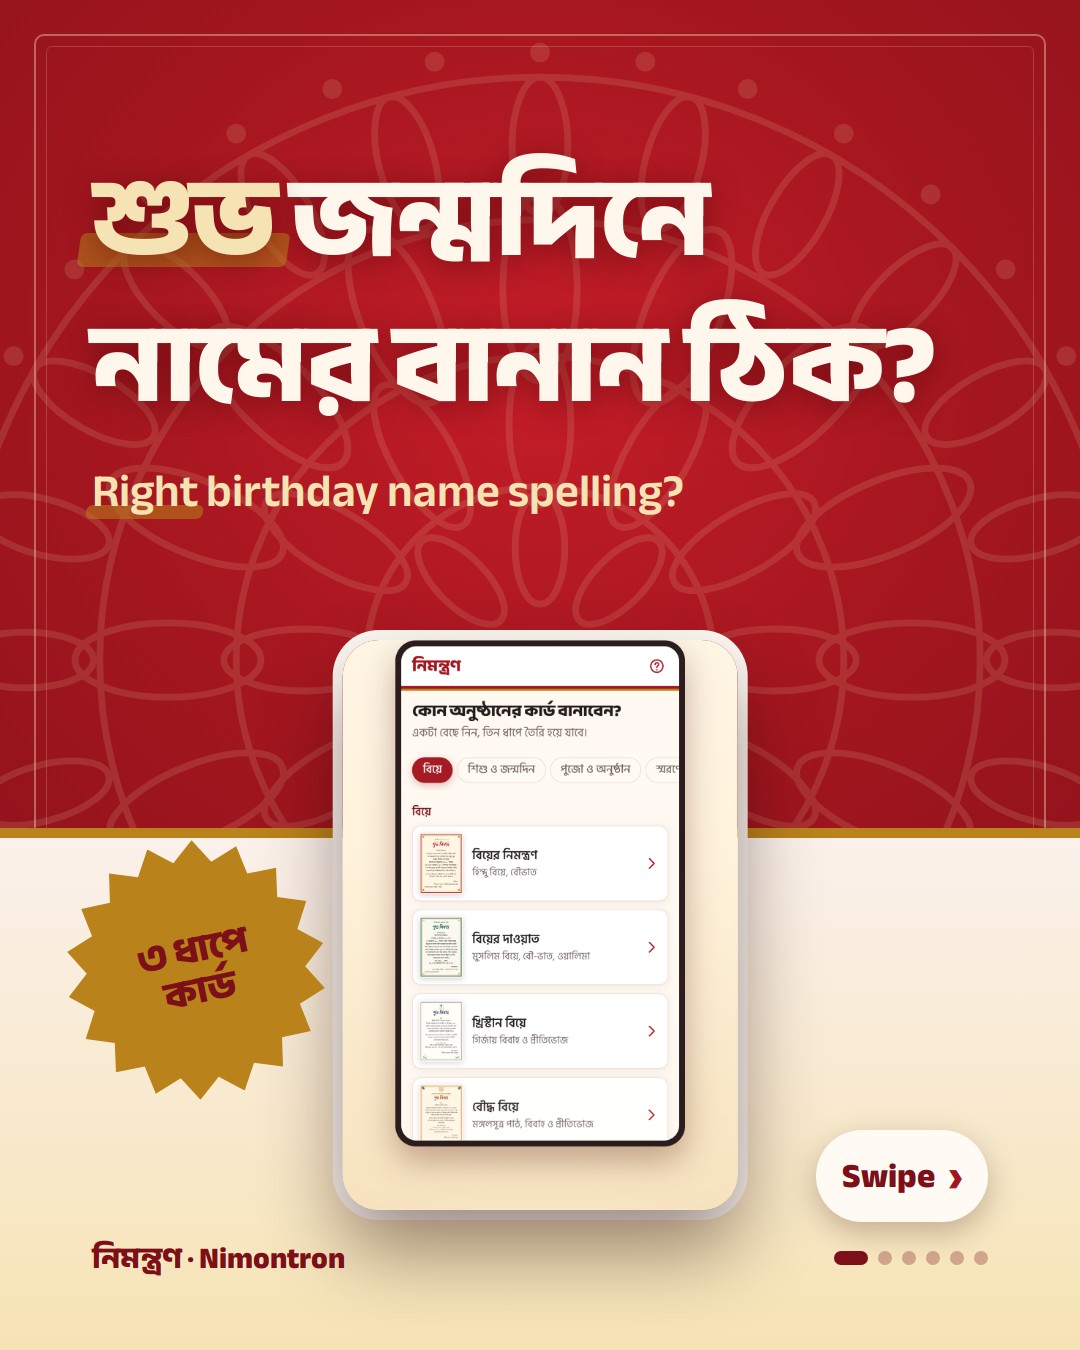 শুভ জন্মদিনে
নামের বানান ঠিক?
Right birthday name spelling?
নিমন্ত্রণ
কোন অনুষ্ঠানের কার্ড বানাবেন?
একটা বেছে নিন, তিন ধাপে তৈরি হয়ে যাবে।
বিয়ে
শিশু ও জন্মদিন
পুজো ও অনুষ্ঠান
বিয়ে
বিয়ের নিমন্ত্রণ
হিন্দু বিয়ে, বৌভাত
বিয়ের দাওয়াত
মুসলিম বিয়ে, বৌ-ভাত, ওয়ালিমা
খ্রিস্টান বিয়ে
গির্জায় বিবাহ ও প্রীতিভোজ
বৌদ্ধ বিয়ে
মঙ্গলসূত্র পাঠ, বিবাহ ও প্রীতিভোজ
৩ ধাপে
কার্ড
Swipe
নিমন্ত্রণ · Nimontron